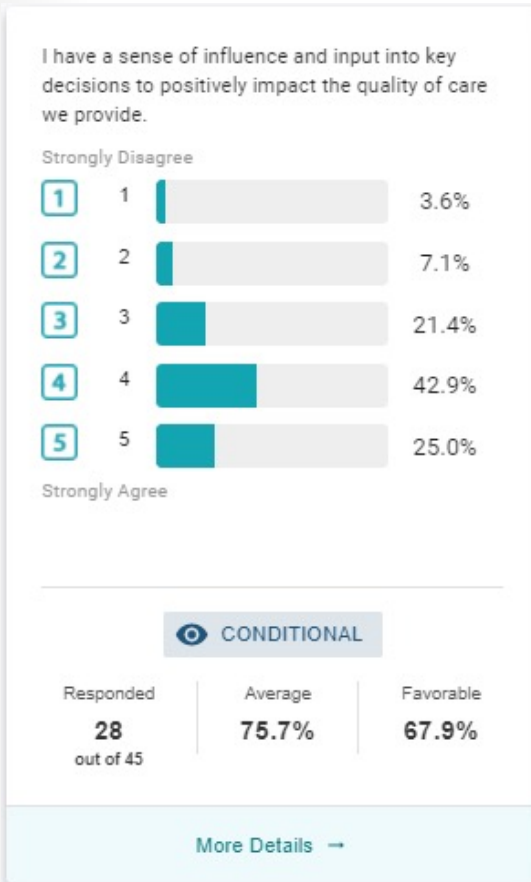 I have a sense of influence and input into key
decisions to positively impact the quality of care
we provide.
Strongly Disagree
1 1 3.6%
2 2 7.1%
3 3 21.4%
4 4 42.9%
5 5 25.0%
Strongly Agree
CONDITIONAL
Responded Average Favorable
28 75.7% 67.9%
out of 45
More Details →